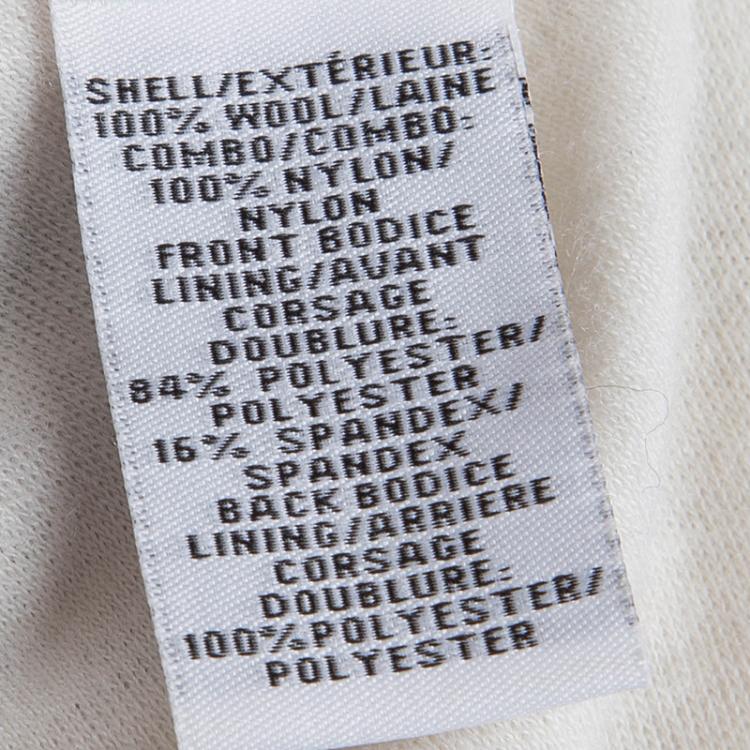 SHELL/EXTÉRIEUR:
100% WOOL/LAINE
COMBO/COMBO:
100% NYLON/
NYLON
FRONT BODICE
LINING/AVANT
CORSAGE
DOUBLURE:
84% POLYESTER/
POLYESTER
16% SPANDEX/
SPANDEX
BACK BODICE
LINING/ARRIERE
CORSAGE
DOUBLURE:
100%POLYESTER/
POLYESTER